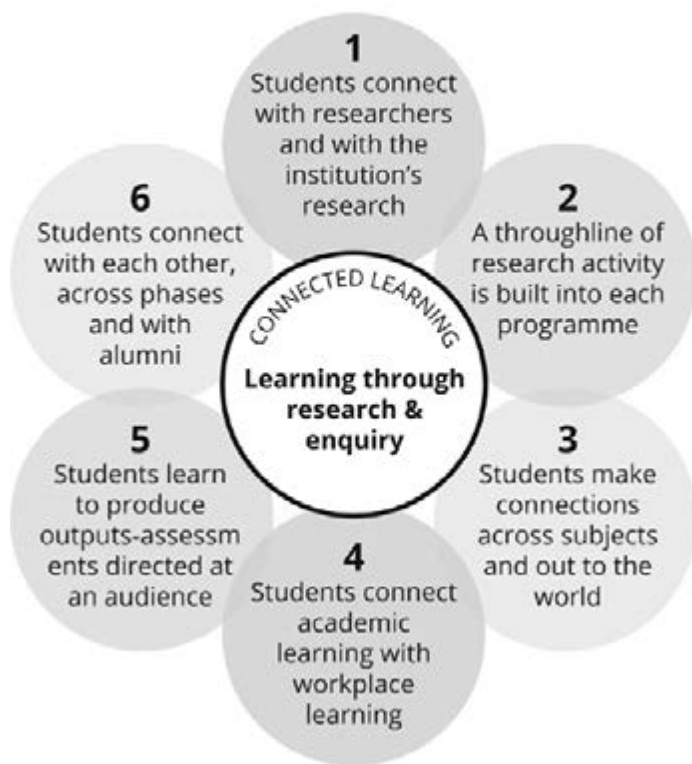 1
Students connect
with researchers
and with the
institution's
research
2
A throughline of
research activity
is built into each
programme
3
Students make
connections
across subjects
and out to the
world
4
Students connect
academic
learning with
workplace
learning
5
Students learn
to produce
outputs-assessm
ents directed at
an audience
6
Students connect
with each other,
across phases
and with
alumni
CONNECTED LEARNING
Learning through
research &
enquiry